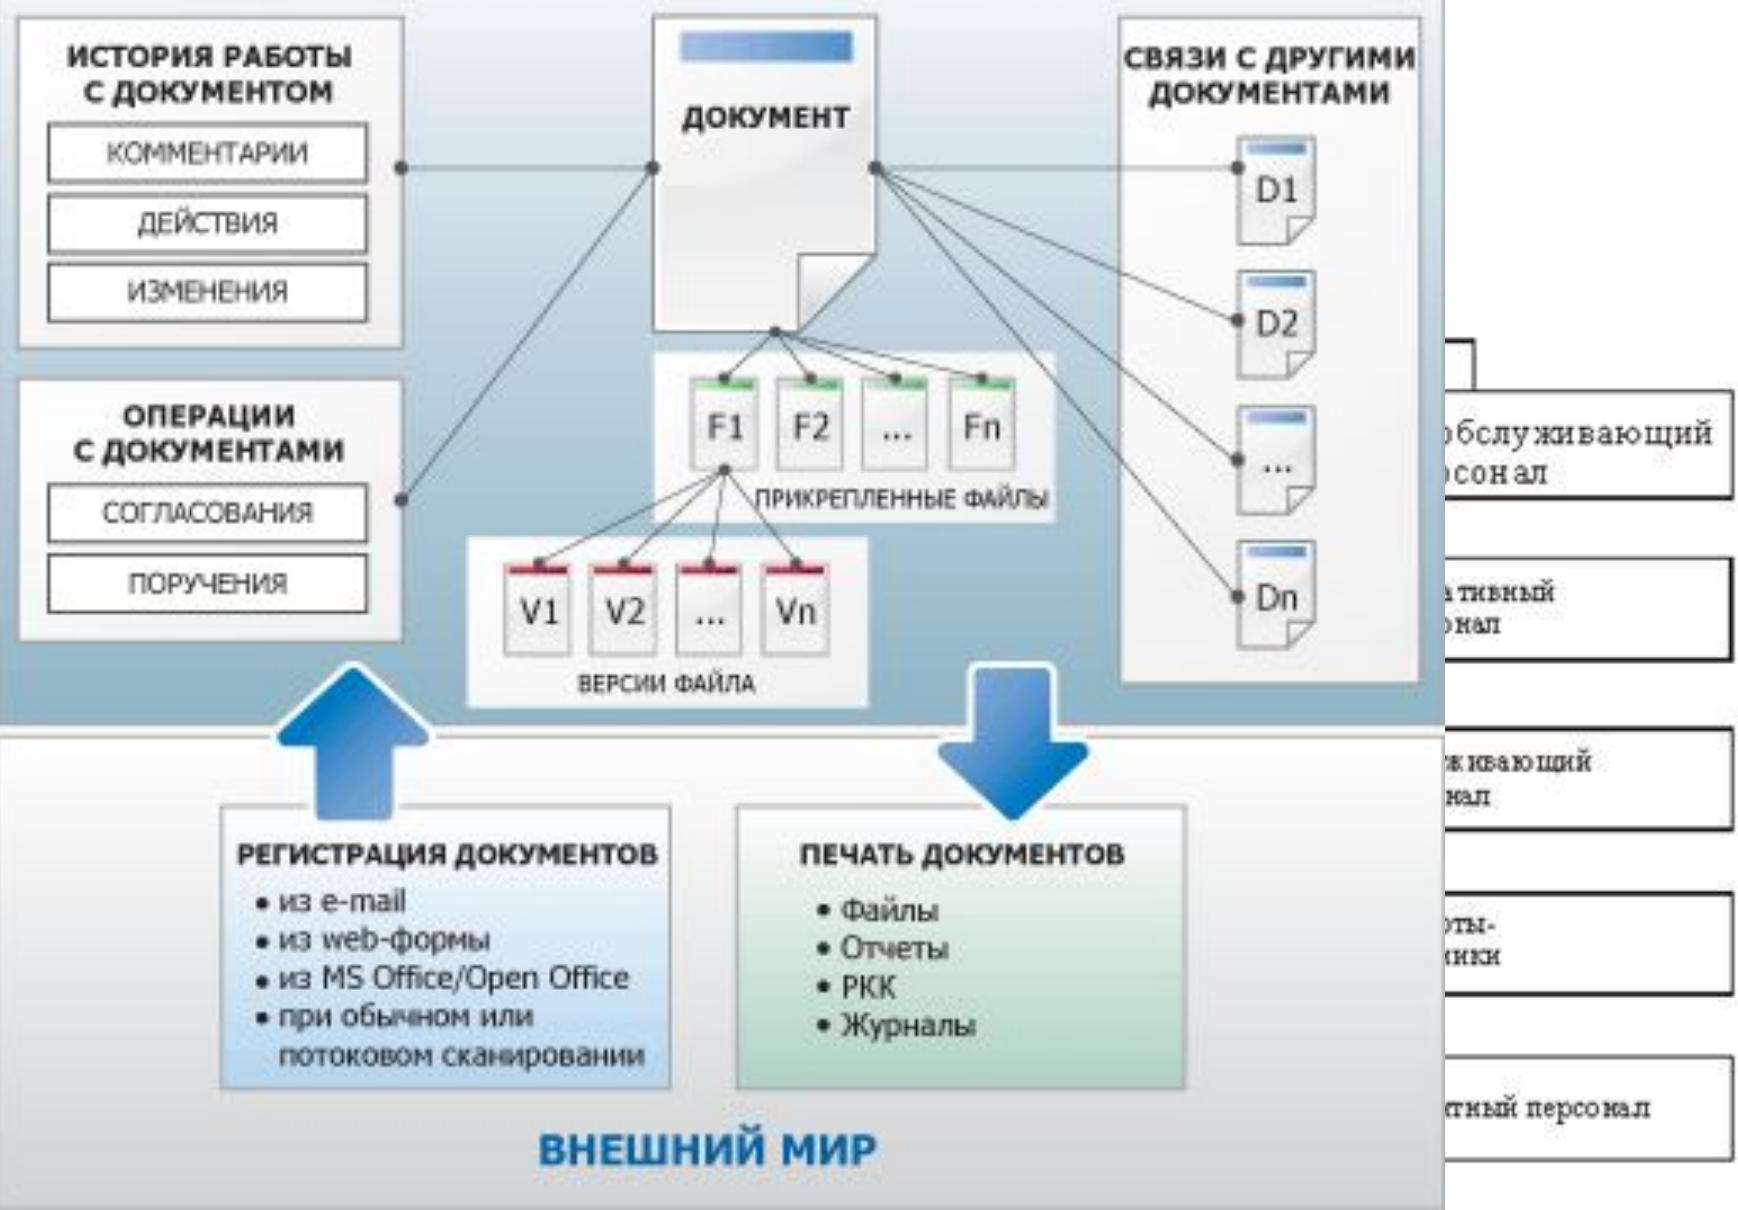 ИСТОРИЯ РАБОТЫ
С ДОКУМЕНТОМ
КОММЕНТАРИИ
ДЕЙСТВИЯ
ИЗМЕНЕНИЯ
ОПЕРАЦИИ
С ДОКУМЕНТАМИ
СОГЛАСОВАНИЯ
ПОРУЧЕНИЯ
ДОКУМЕНТ
F1
F2
...
Fn
ПРИКРЕПЛЕННЫЕ ФАЙЛЫ
V1
V2
...
Vn
ВЕРСИИ ФАЙЛА
СВЯЗИ С ДРУГИМИ
ДОКУМЕНТАМИ
D1
D2
...
Dn
РЕГИСТРАЦИЯ ДОКУМЕНТОВ
• из e-mail
• из web-формы
• из MS Office/Open Office
• при обычном или
потоковом сканировании
ПЕЧАТЬ ДОКУМЕНТОВ
• Файлы
• Отчеты
• РКК
• Журналы
ВНЕШНИЙ МИР
персонал